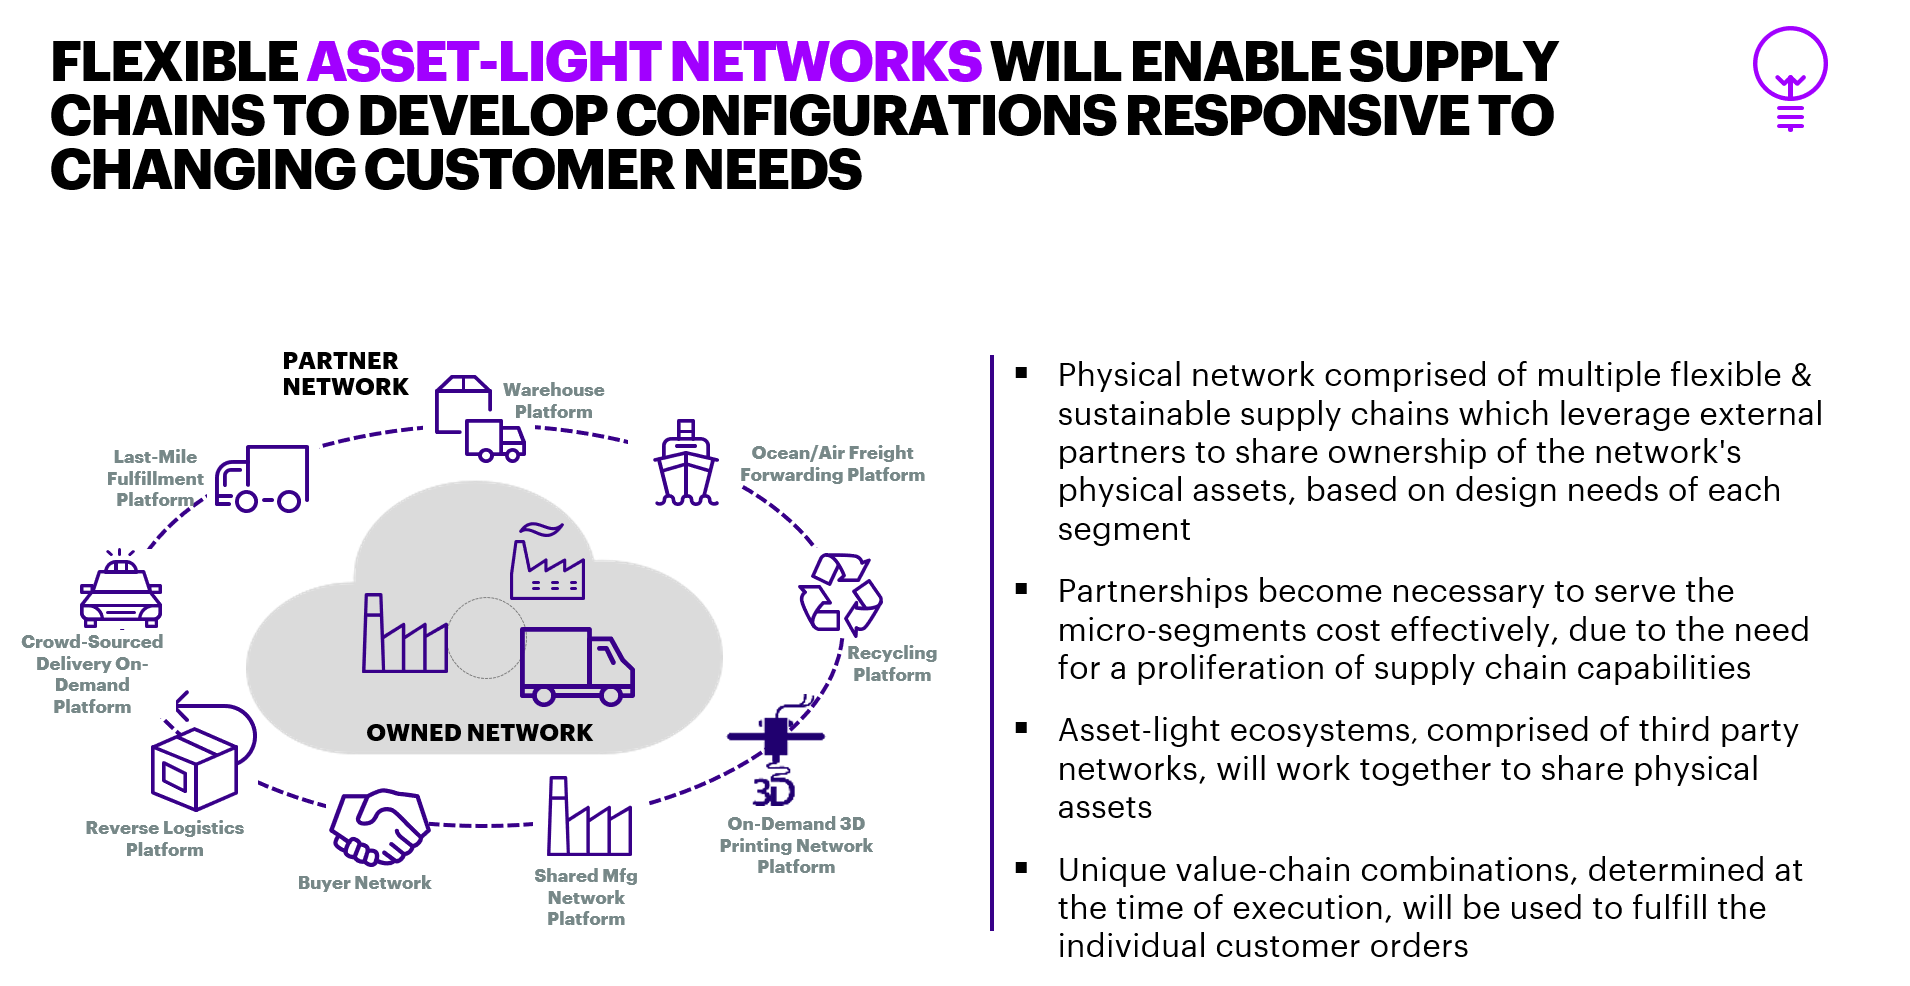 FLEXIBLE ASSET-LIGHT NETWORKS WILL ENABLE SUPPLY
CHAINS TO DEVELOP CONFIGURATIONS RESPONSIVE TO
CHANGING CUSTOMER NEEDS
PARTNER
NETWORK
Warehouse
Platform
Ocean/Air Freight
Forwarding Platform
Recycling
Platform
3D
On-Demand 3D
Printing Network
Platform
Shared Mfg
Network
Platform
Buyer Network
Reverse Logistics
Platform
Crowd-Sourced
Delivery On-
Demand
Platform
Last-Mile
Fulfillment
Platform
OWNED NETWORK
▪ Physical network comprised of multiple flexible &
sustainable supply chains which leverage external
partners to share ownership of the network's
physical assets, based on design needs of each
segment
▪ Partnerships become necessary to serve the
micro-segments cost effectively, due to the need
for a proliferation of supply chain capabilities
▪ Asset-light ecosystems, comprised of third party
networks, will work together to share physical
assets
▪ Unique value-chain combinations, determined at
the time of execution, will be used to fulfill the
individual customer orders